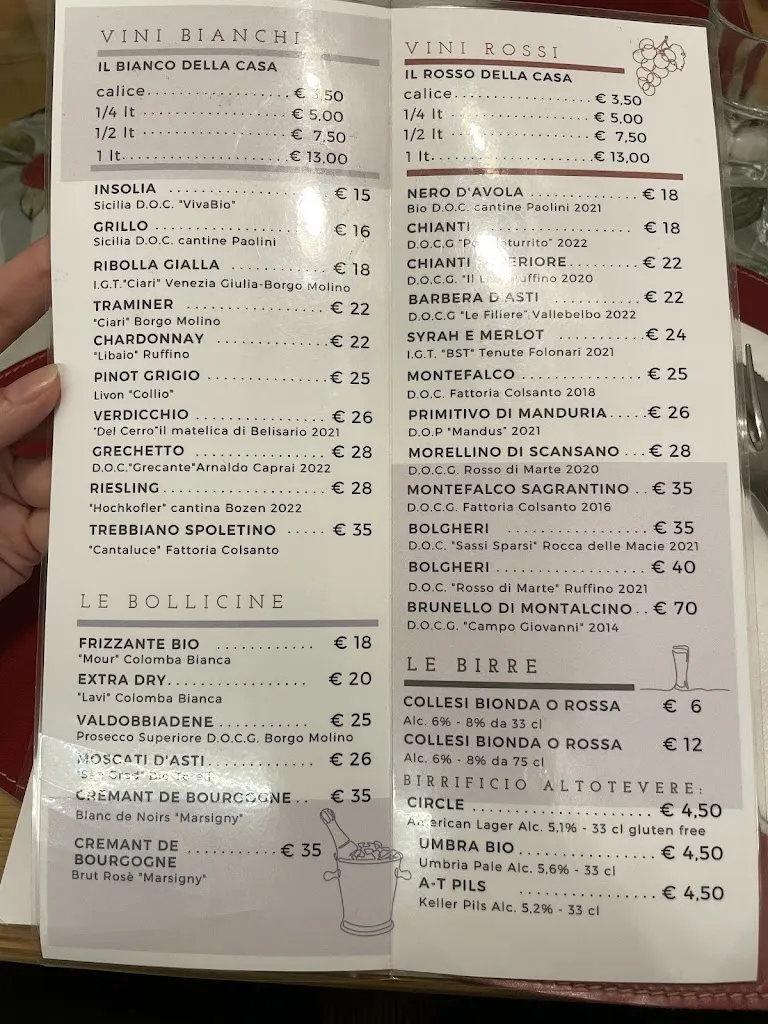 VINI BIANCHI
IL BIANCO DELLA CASA
calice.................€ 3,50
1/4 lt ....................€ 5,00
1/2 lt ....................€ 7,50
1 lt.......................€ 13,00
INSOLIA .................. € 15
Sicilia D.O.C. "VivaBio"
GRILLO .................... € 16
Sicilia D.O.C. cantine Paolini
RIBOLLA GIALLA ........... € 18
I.G.T."Ciari" Venezia Giulia-Borgo Molino
TRAMINER ................. € 22
"Ciari" Borgo Molino
CHARDONNAY .............. € 22
"Libaio" Ruffino
PINOT GRIGIO .............. € 25
Livon "Collio"
VERDICCHIO ............... € 26
"Del Cerro"il matelica di Belisario 2021
GRECHETTO ............... € 28
D.O.C."Grecante"Arnaldo Caprai 2022
RIESLING.................... € 28
"Hochkofler" cantina Bozen 2022
TREBBIANO SPOLETINO ..... € 35
"Cantaluce" Fattoria Colsanto
LE BOLLICINE
FRIZZANTE BIO ............ € 18
"Mour" Colomba Bianca
EXTRA DRY................. € 20
"Lavi" Colomba Bianca
VALDOBBIADENE ........... € 25
Prosecco Superiore D.O.C.G. Borgo Molino
MOSCATI D'ASTI............. € 26
CREMANT DE BOURGOGNE.. € 35
Blanc de Noirs "Marsigny"
CREMANT DE
BOURGOGNE ........... € 35
Brut Rosè "Marsigny"
VINI ROSSI
IL ROSSO DELLA CASA
calice.................... € 3,50
1/4 lt ....................€ 5,00
1/2 lt ....................€ 7,50
1 lt.......................€ 13,00
NERO D'AVOLA ............. € 18
Bio D.O.C. cantine Paolini 2021
CHIANTI .................. € 18
D.O.C.G 2022
CHIANTI ............ € 22
D.O.C.G. "Il Ruffino 2020
BARBERA D'ASTI ........... € 22
D.O.C.G "Le Filiere", Vallebelbo 2022
SYRAH E MERLOT .......... € 24
I.G.T. "BST" Tenute Folonari 2021
MONTEFALCO ............. € 25
D.O.C. Fattoria Colsanto 2018
PRIMITIVO DI MANDURIA.....€ 26
D.O.P "Mandus" 2021
MORELLINO DI SCANSANO ...€ 28
D.O.C.G. Rosso di Marte 2020
MONTEFALCO SAGRANTINO .. € 35
D.O.C.G. Fattoria Colsanto 2016
BOLGHERI ................ € 35
D.O.C. "Sassi Sparsi" Rocca delle Macie 2021
BOLGHERI ................. € 40
D.O.C. "Rosso di Marte" Ruffino 2021
BRUNELLO DI MONTALCINO.. € 70
D.O.C.G. "Campo Giovanni" 2014
LE BIRRE
COLLESI BIONDA O ROSSA € 6
Alc. 6% - 8% da 33 cl
COLLESI BIONDA O ROSSA € 12
Alc. 6% - 8% da 75 cl
BIRRIFICIO ALTOTEVERE:
CIRCLE ..................... € 4,50
American Lager Alc. 5,1% - 33 cl gluten free
UMBRA BIO................. € 4,50
Umbria Pale Alc. 5,6% - 33 cl
A-T PILS ................ € 4,50
Keller Pils Alc. 5,2% - 33 cl